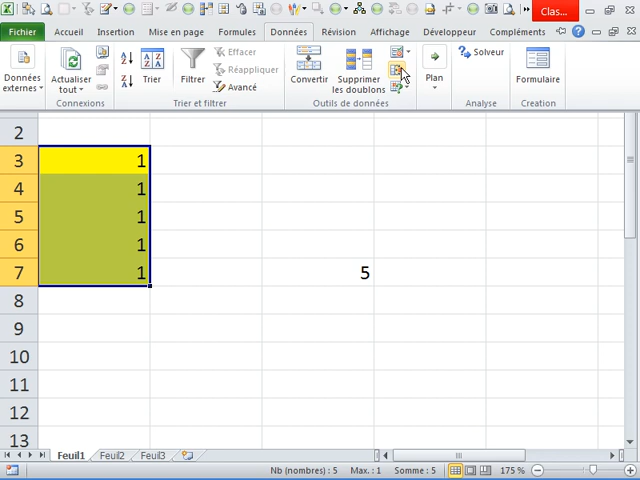 Clas...
Fichier Accueil Insertion Mise en page Formules Données Révision Affichage Développeur Compléments
Données externes
Actualiser tout
Connexions
Trier
Filtrer
Effacer
Réappliquer
Avancé
Trier et filtrer
Convertir
Supprimer les doublons
Outils de données
Plan
Solveur
Analyse
Formulaire
Creation
2
3 1
4 1
5 1
6 1
7 1 5
8
9
10
11
12
13
Feuil1 Feuil2 Feuil3
Nb (nombres) : 5 Max. : 1 Somme : 5 175 %